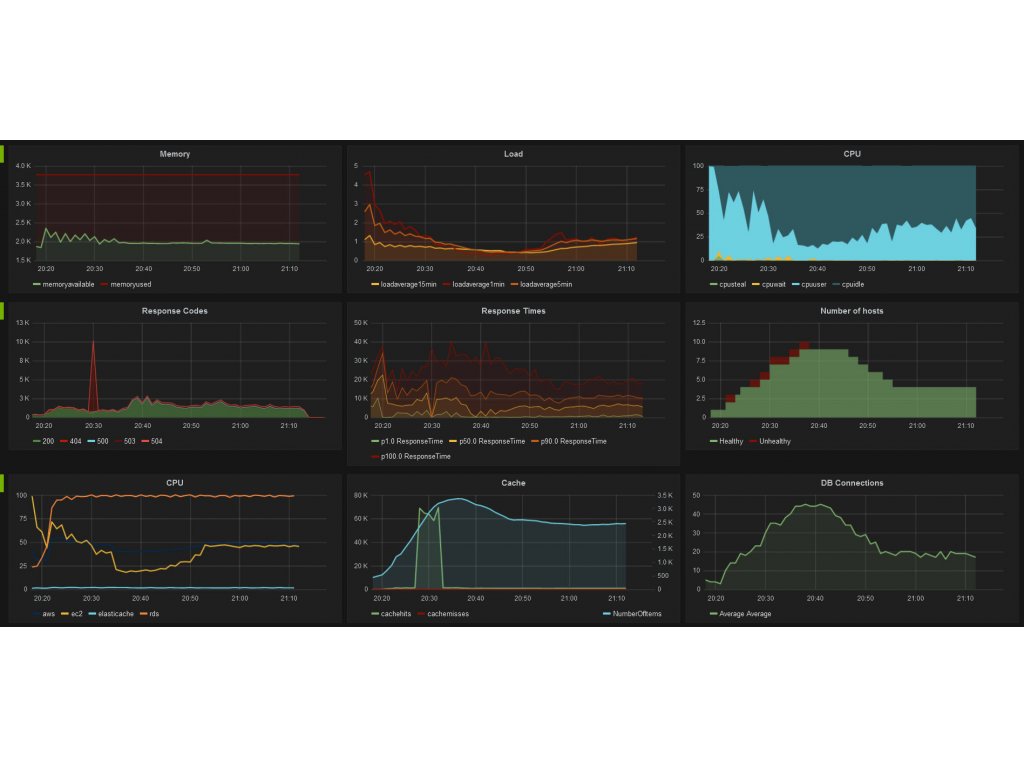 Memory
4.0 K
3.5 K
3.0 K
2.5 K
2.0 K
1.5 K
20:20 20:30 20:40 20:50 21:00 21:10
memoryavailable memoryused
Load
5
4
3
2
1
0
20:20 20:30 20:40 20:50 21:00 21:10
loadaverage15min loadaverage1min loadaverage5min
CPU
100
75
50
25
0
20:20 20:30 20:40 20:50 21:00 21:10
cpusteal cpuwait cpuuser cpuidle
Response Codes
13 K
10 K
8 K
5 K
3 K
0
20:20 20:30 20:40 20:50 21:00 21:10
200 404 500 503 504
Response Times
50 K
40 K
30 K
20 K
10 K
0
20:20 20:30 20:40 20:50 21:00 21:10
p1.0 ResponseTime p50.0 ResponseTime p90.0 ResponseTime
p100.0 ResponseTime
Number of hosts
12.5
10.0
7.5
5.0
2.5
0
20:20 20:30 20:40 20:50 21:00 21:10
Healthy Unhealthy
CPU
100
75
50
25
0
20:20 20:30 20:40 20:50 21:00 21:10
aws ec2 elasticache rds
Cache
80 K
60 K
40 K
20 K
0
3.5 K
3.0 K
2.5 K
2.0 K
1.5 K
1.0 K
500
0
20:20 20:30 20:40 20:50 21:00 21:10
cachehits cachemisses NumberOfItems
DB Connections
50
40
30
20
10
0
20:20 20:30 20:40 20:50 21:00 21:10
Average Average